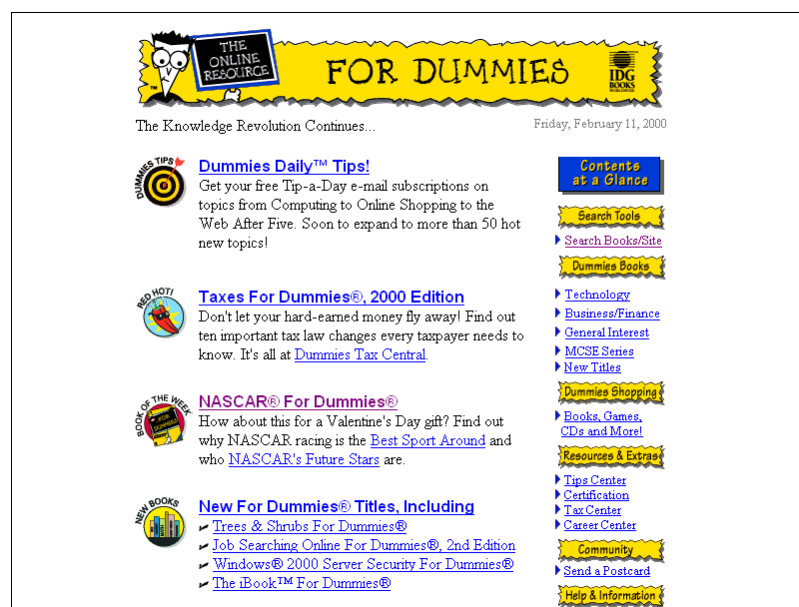 THE
ONLINE
RESOURCE
FOR DUMMIES
IDG
BOOKS
WORLDWIDE
™
The Knowledge Revolution Continues...
Friday, February 11, 2000
DUMMIES TIPS
Dummies Daily™ Tips!
Get your free Tip-a-Day e-mail subscriptions on
topics from Computing to Online Shopping to the
Web After Five. Soon to expand to more than 50 hot
new topics!
RED HOT!
Taxes For Dummies®, 2000 Edition
Don't let your hard-earned money fly away! Find out
ten important tax law changes every taxpayer needs to
know. It's all at Dummies Tax Central.
BOOK OF THE WEEK
FOR
NASCAR® For Dummies®
How about this for a Valentine's Day gift? Find out
why NASCAR racing is the Best Sport Around and
who NASCAR's Future Stars are.
NEW BOOKS
New For Dummies® Titles, Including
Trees & Shrubs For Dummies®
Job Searching Online For Dummies®, 2nd Edition
Windows® 2000 Server Security For Dummies®
The iBook™ For Dummies®
Contents
at a Glance
Search Tools
Search Books/Site
Dummies Books
Technology
Business/Finance
General Interest
MCSE Series
New Titles
Dummies Shopping
Books, Games,
CDs and More!
Resources & Extras
Tips Center
Certification
Tax Center
Career Center
Community
Send a Postcard
Help & Information